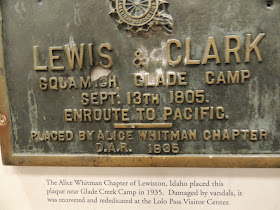 LEWIS & CLARK
SQUAMISH GLADE CAMP
SEPT. 13TH 1805.
ENROUTE TO PACIFIC.
PLACED BY ALICE WHITMAN CHAPTER
D.A.R. 1935
The Alice Whitman Chapter of Lewiston, Idaho placed this
plaque near Glade Creek Camp in 1935. Damaged by vandals, it
was recovered and rededicated at the Lolo Pass Visitor Center.